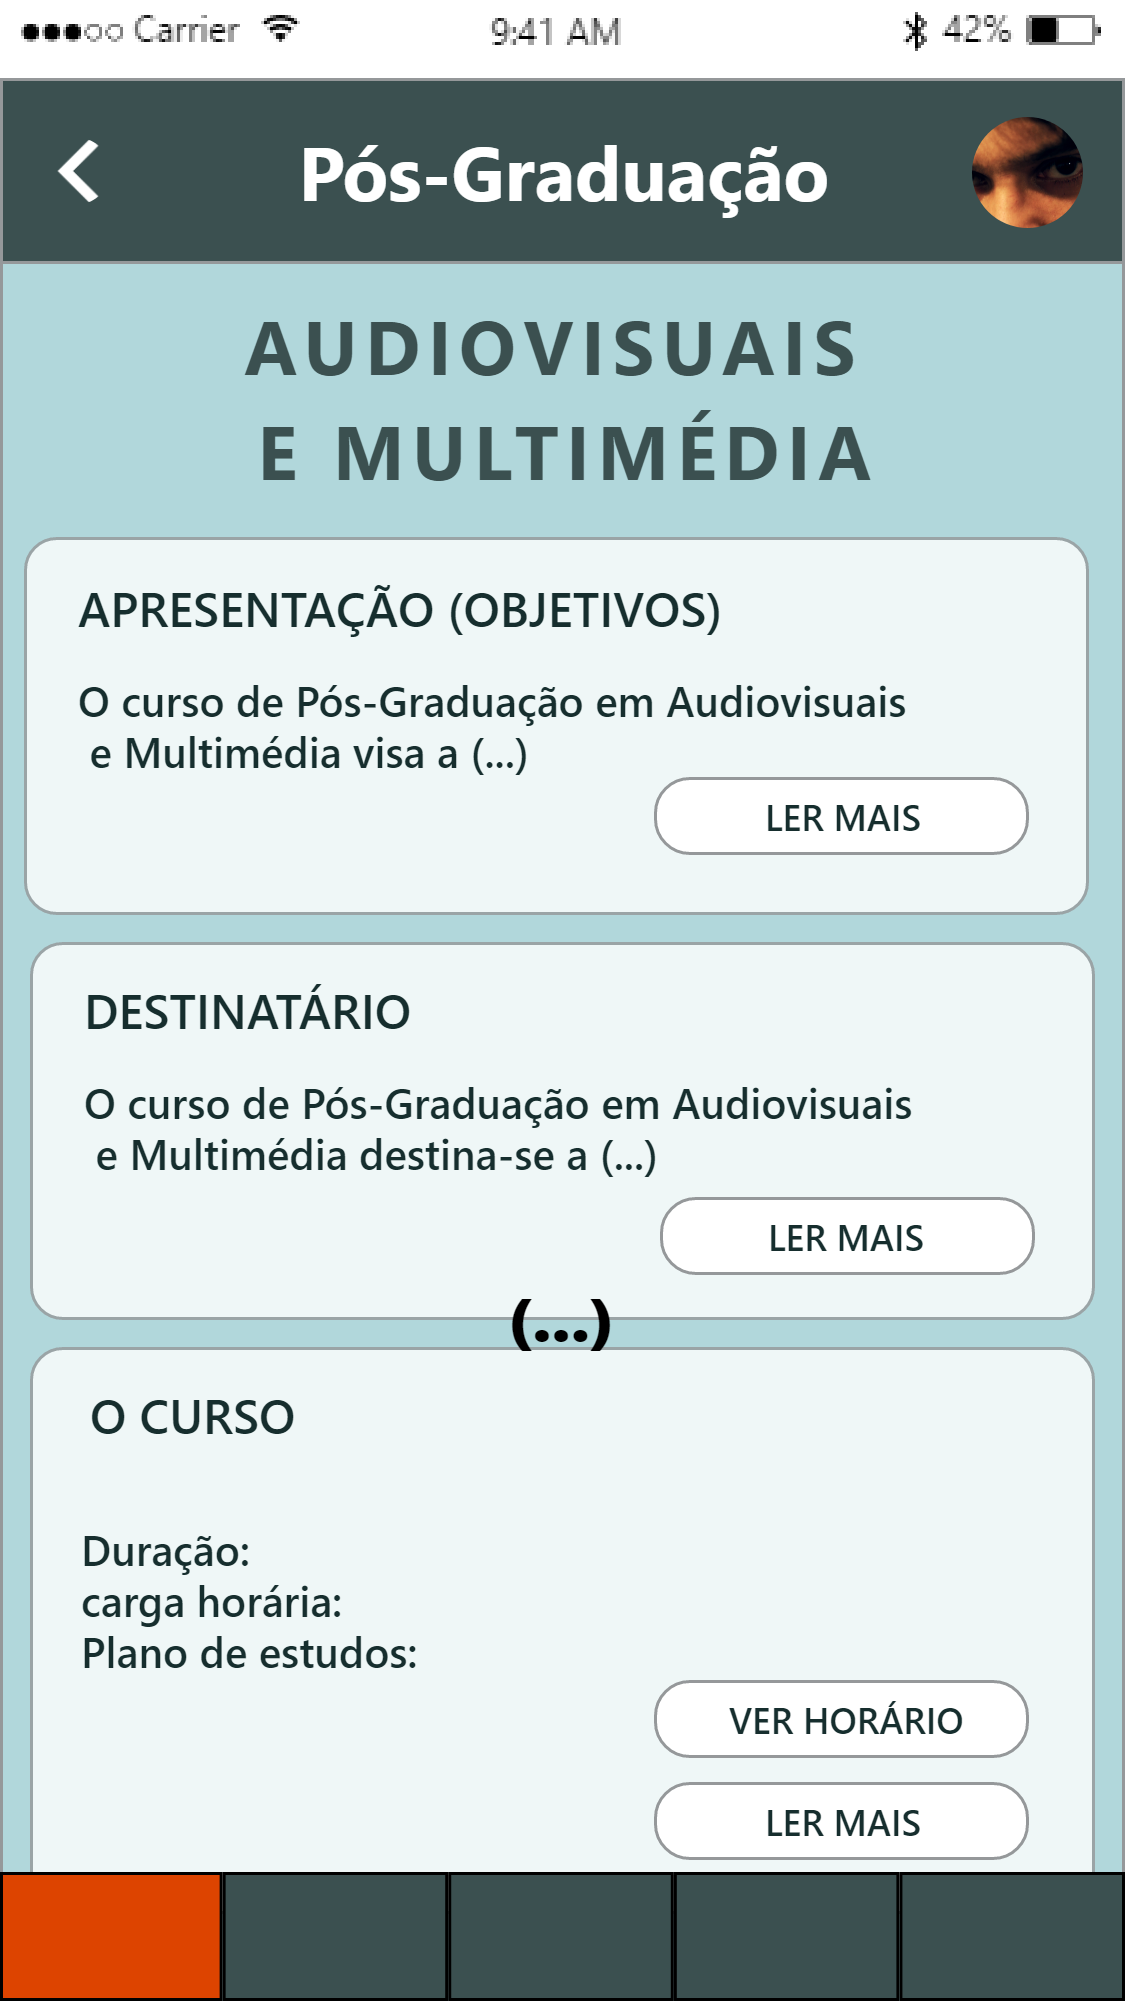 Carrier 9:41 AM 42%
Pós-Graduação
AUDIOVISUAIS
E MULTIMÉDIA
APRESENTAÇÃO (OBJETIVOS)
O curso de Pós-Graduação em Audiovisuais
e Multimédia visa a (...)
LER MAIS
DESTINATÁRIO
O curso de Pós-Graduação em Audiovisuais
e Multimédia destina-se a (...)
LER MAIS
(...)
O CURSO
Duração:
carga horária:
Plano de estudos:
VER HORÁRIO
LER MAIS